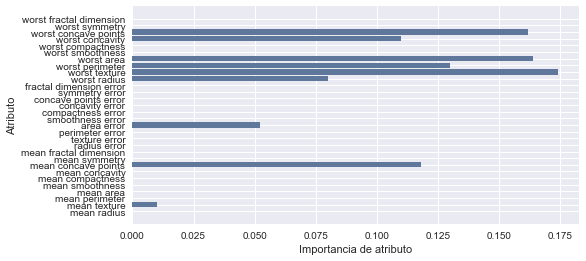 worst fractal dimension
worst symmetry
worst concave points
worst concavity
worst compactness
worst smoothness
worst area
worst perimeter
worst texture
worst radius
fractal dimension error
symmetry error
concave points error
concavity error
compactness error
smoothness error
area error
perimeter error
texture error
radius error
mean fractal dimension
mean symmetry
mean concave points
mean concavity
mean compactness
mean smoothness
mean area
mean perimeter
mean texture
mean radius
Atributo
0.000 0.025 0.050 0.075 0.100 0.125 0.150 0.175
Importancia de atributo